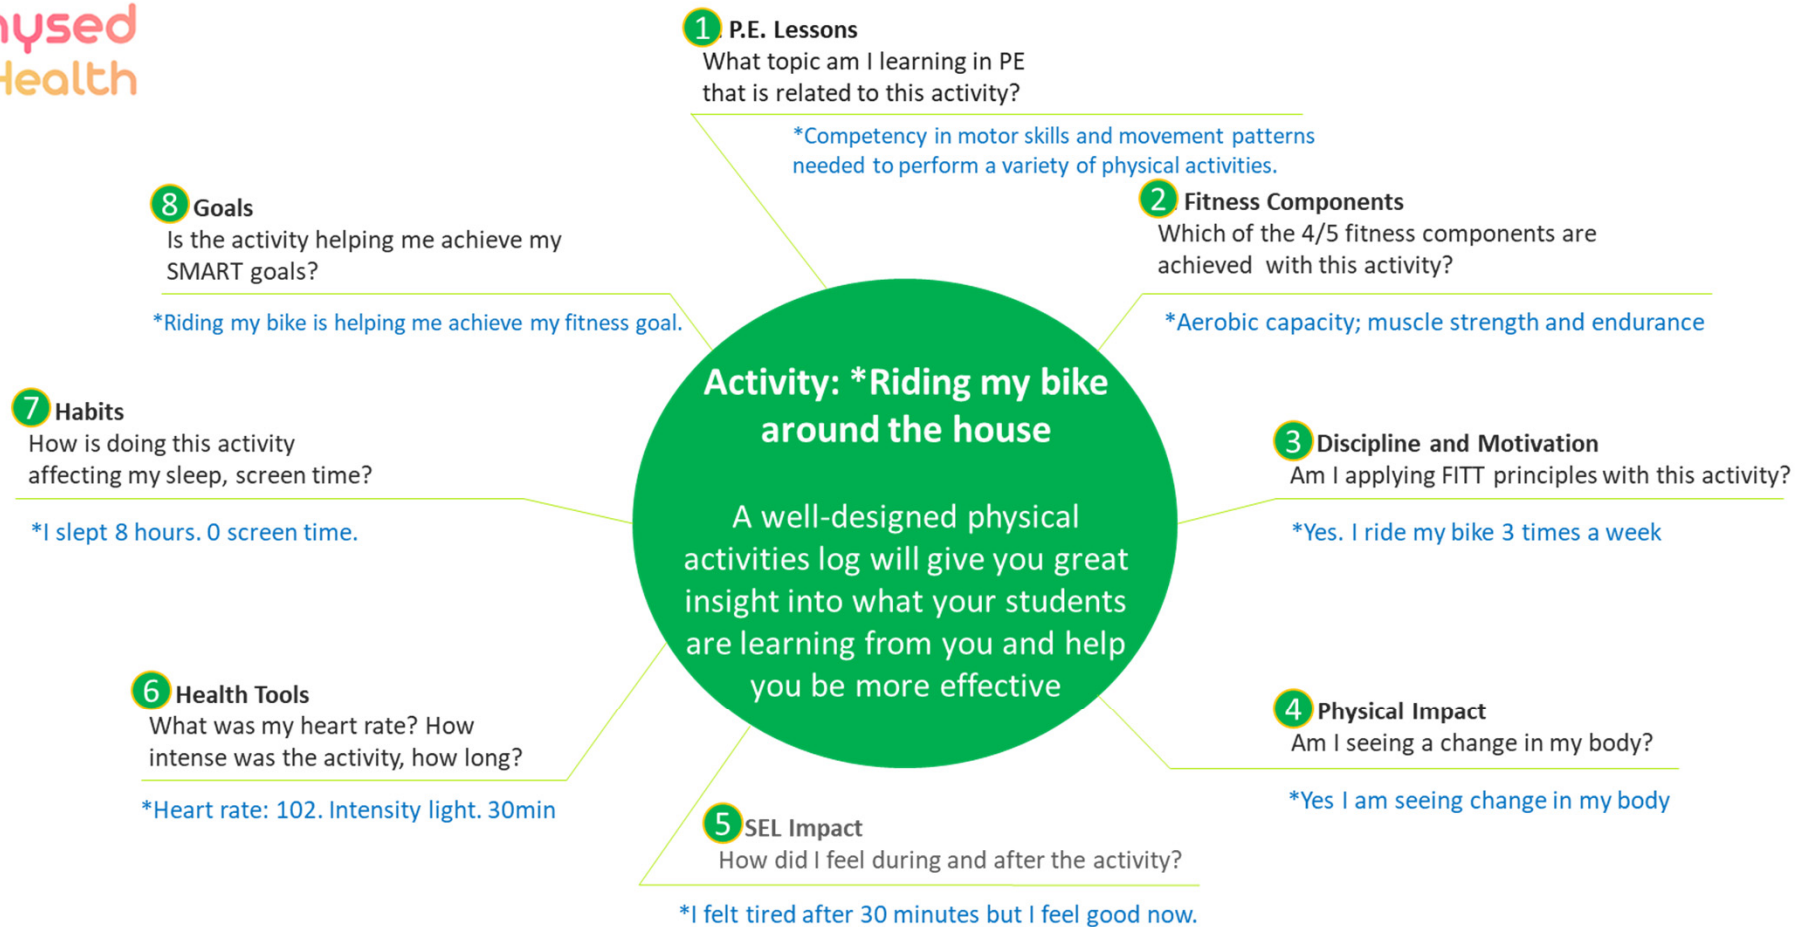 ysed
Health
1 P.E. Lessons
What topic am I learning in PE
that is related to this activity?
*Competency in motor skills and movement patterns
needed to perform a variety of physical activities.
2 Fitness Components
Which of the 4/5 fitness components are
achieved with this activity?
*Aerobic capacity; muscle strength and endurance
3 Discipline and Motivation
Am I applying FITT principles with this activity?
*Yes. I ride my bike 3 times a week
4 Physical Impact
Am I seeing a change in my body?
*Yes I am seeing change in my body
5 SEL Impact
How did I feel during and after the activity?
*I felt tired after 30 minutes but I feel good now.
6 Health Tools
What was my heart rate? How
intense was the activity, how long?
*Heart rate: 102. Intensity light. 30min
7 Habits
How is doing this activity
affecting my sleep, screen time?
*I slept 8 hours. 0 screen time.
8 Goals
Is the activity helping me achieve my
SMART goals?
*Riding my bike is helping me achieve my fitness goal.
Activity: *Riding my bike
around the house
A well-designed physical
activities log will give you great
insight into what your students
are learning from you and help
you be more effective